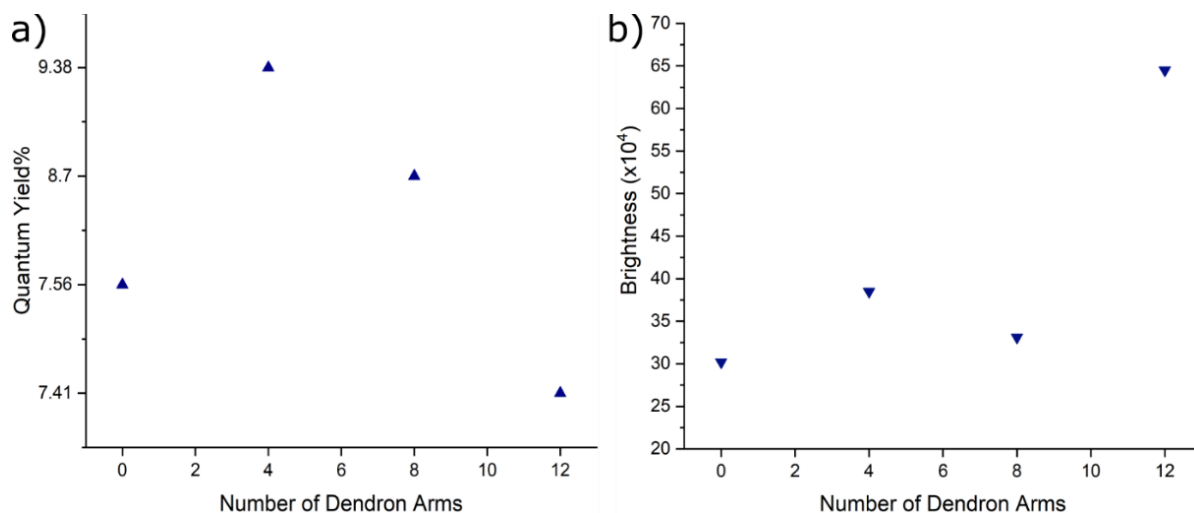 a)
Quantum Yield%
9.38
8.7
7.56
7.41
0 2 4 6 8 10 12
Number of Dendron Arms
b)
Brightness (x10⁴)
70
65
60
55
50
45
40
35
30
25
20
0 2 4 6 8 10 12
Number of Dendron Arms